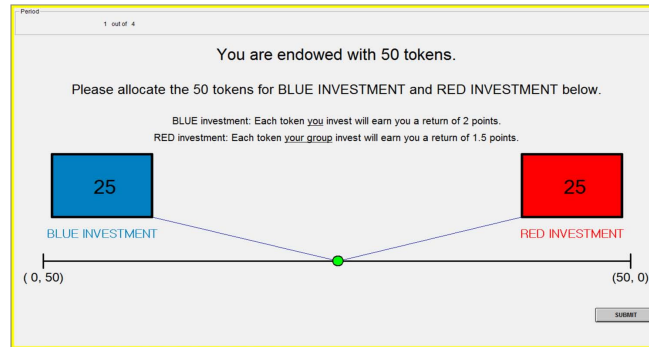 Period
1 out of 4
You are endowed with 50 tokens.
Please allocate the 50 tokens for BLUE INVESTMENT and RED INVESTMENT below.
BLUE investment: Each token you invest will earn you a return of 2 points.
RED investment: Each token your group invest will earn you a return of 1.5 points.
25
25
BLUE INVESTMENT
RED INVESTMENT
( 0, 50)
(50, 0)
SUBMIT